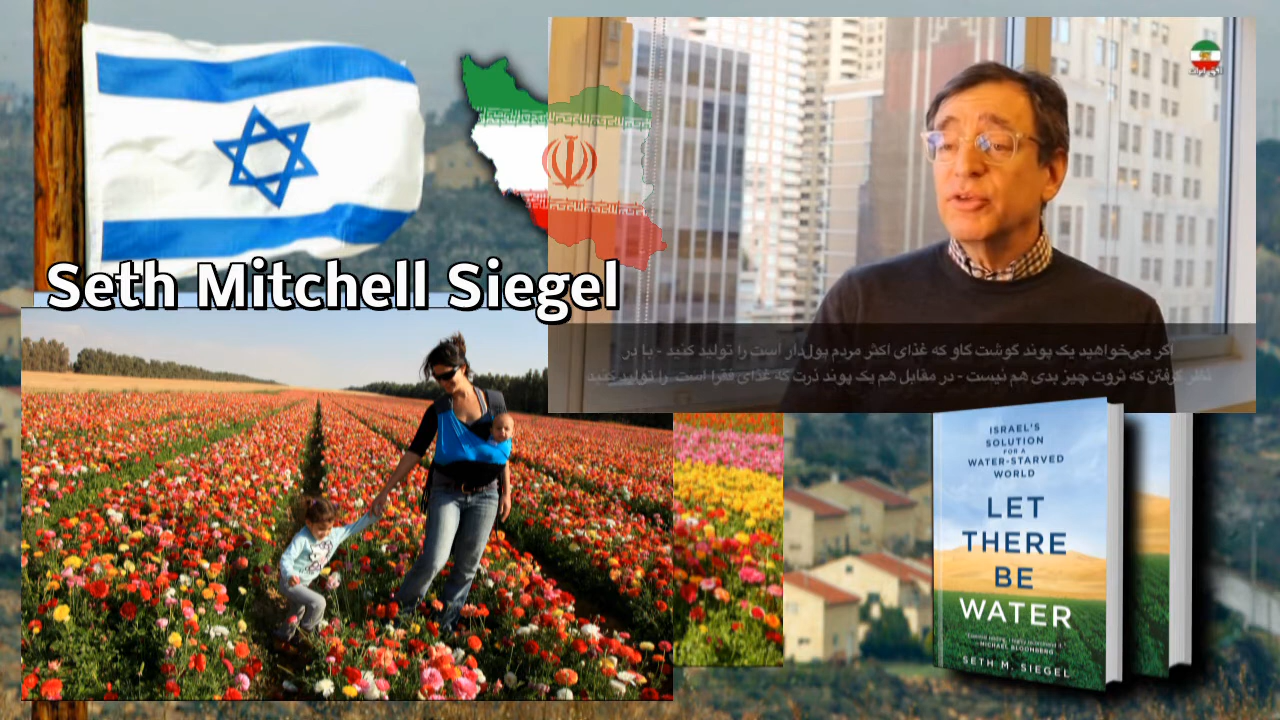 Seth Mitchell Siegel
اگر می‌خواهید یک پوند گوشت گاو که غذای اکثر مردم پولدار است را تولید کنید - با در
نظر گرفتن که ثروت چیز بدی هم نیست - در مقابل هم یک پوند ذرت که غذای فقرا است را تولید کنید
ISRAEL'S
SOLUTION
FOR A
WATER-STARVED
WORLD
LET
THERE
BE
WATER
— MICHAEL BLOOMBERG
SETH M. SIEGEL